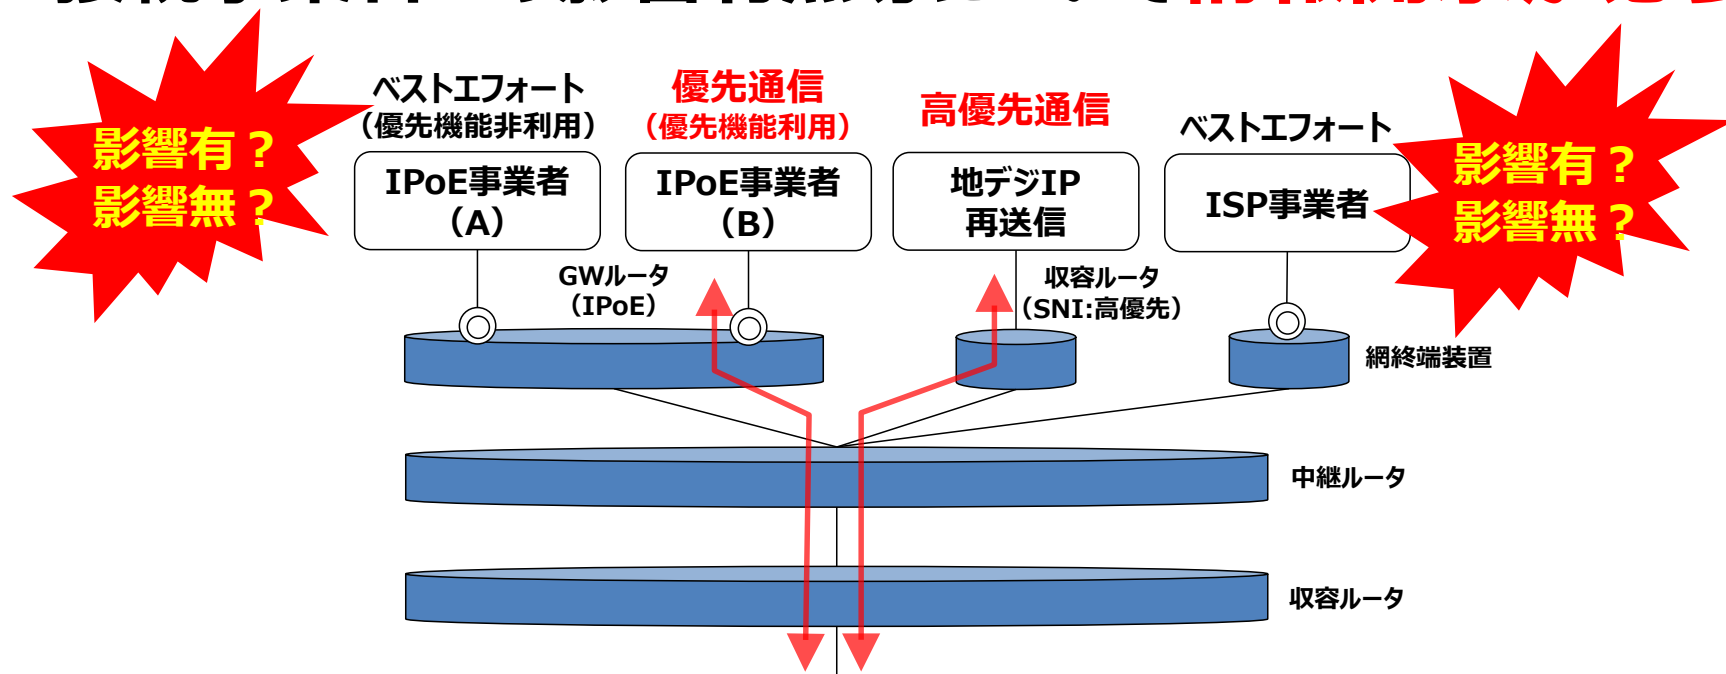 影響有？
影響無？
ベストエフォート
（優先機能非利用）
優先通信
（優先機能利用）
高優先通信
ベストエフォート
影響有？
影響無？
IPoE事業者
（A）
IPoE事業者
（B）
地デジIP
再送信
ISP事業者
GWルータ
（IPoE）
収容ルータ
（SNI:高優先）
網終端装置
中継ルータ
収容ルータ